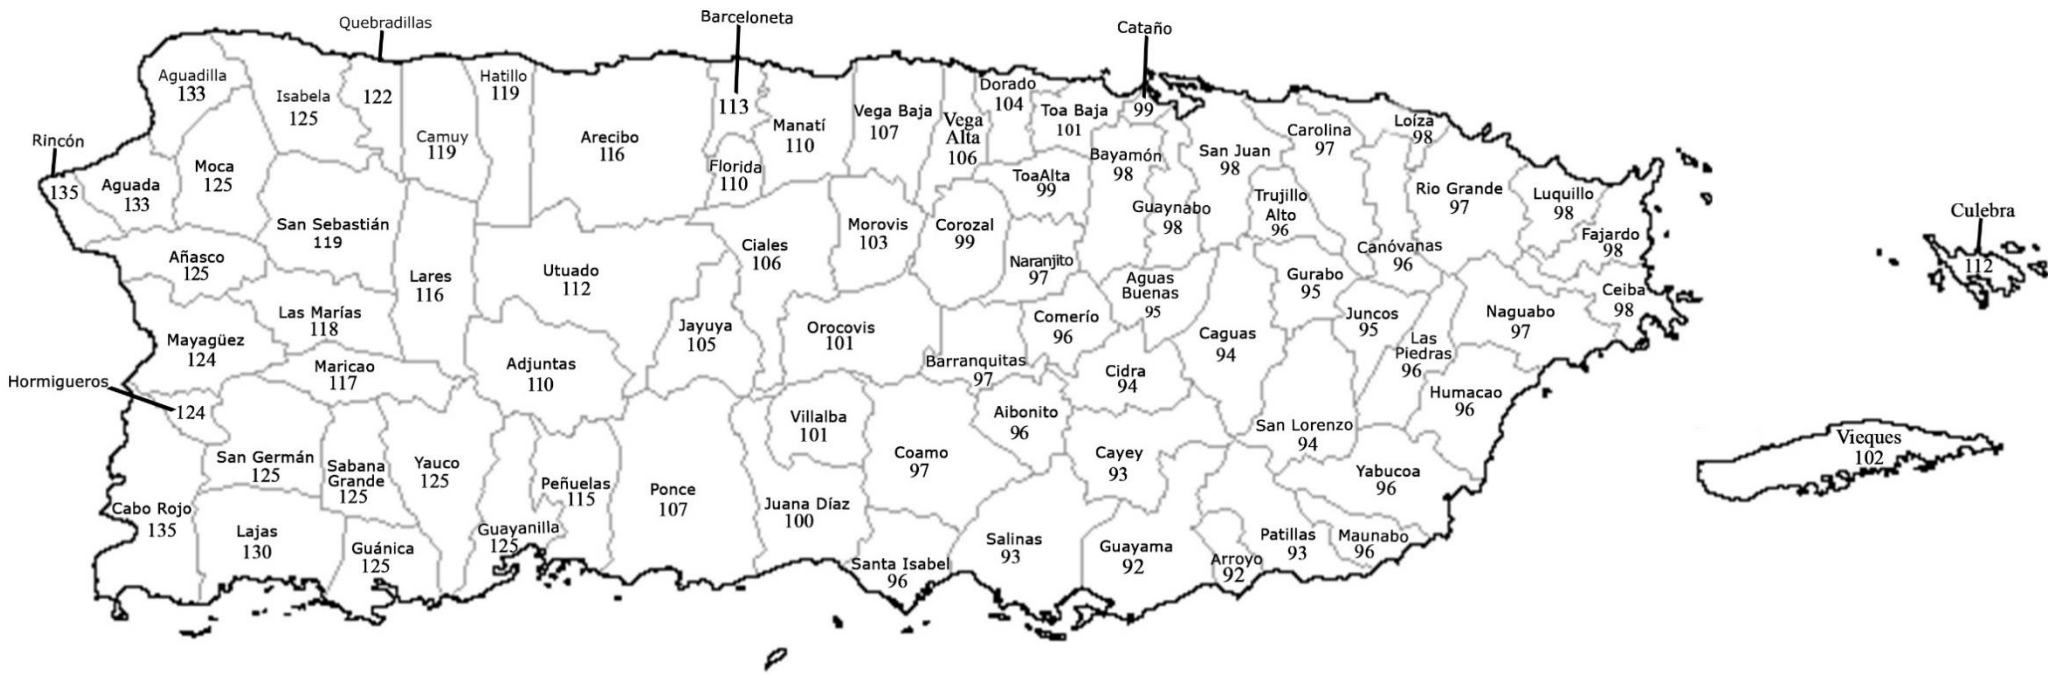 Quebradillas
122
Barceloneta
113
Cataño
99
Aguadilla
133
Isabela
125
Camuy
119
Hatillo
119
Arecibo
116
Florida
110
Manatí
110
Vega Baja
107
Vega
Alta
106
Dorado
104
Toa Baja
101
Bayamón
98
San Juan
98
Carolina
97
Loíza
98
Rincón
135
Aguada
133
Moca
125
San Sebastián
119
Lares
116
Utuado
112
Ciales
106
Morovis
103
Corozal
99
ToaAlta
99
Naranjito
97
Guaynabo
98
Trujillo
Alto
96
Canóvanas
96
Rio Grande
97
Luquillo
98
Fajardo
98
Culebra
112
Añasco
125
Las Marías
118
Mayagüez
124
Maricao
117
Hormigueros
124
Adjuntas
110
Jayuya
105
Orocovis
101
Barranquitas
97
Comerío
96
Aguas
Buenas
95
Cidra
94
Caguas
94
Gurabo
95
Juncos
95
Las
Piedras
96
Naguabo
97
Ceiba
98
Humacao
96
San Lorenzo
94
Villalba
101
Aibonito
96
Coamo
97
Cayey
93
Yabucoa
96
Vieques
102
San Germán
125
Sabana
Grande
125
Yauco
125
Guayanilla
125
Peñuelas
115
Ponce
107
Juana Díaz
100
Cabo Rojo
135
Lajas
130
Guánica
125
Santa Isabel
96
Salinas
93
Guayama
92
Arroyo
92
Patillas
93
Maunabo
96